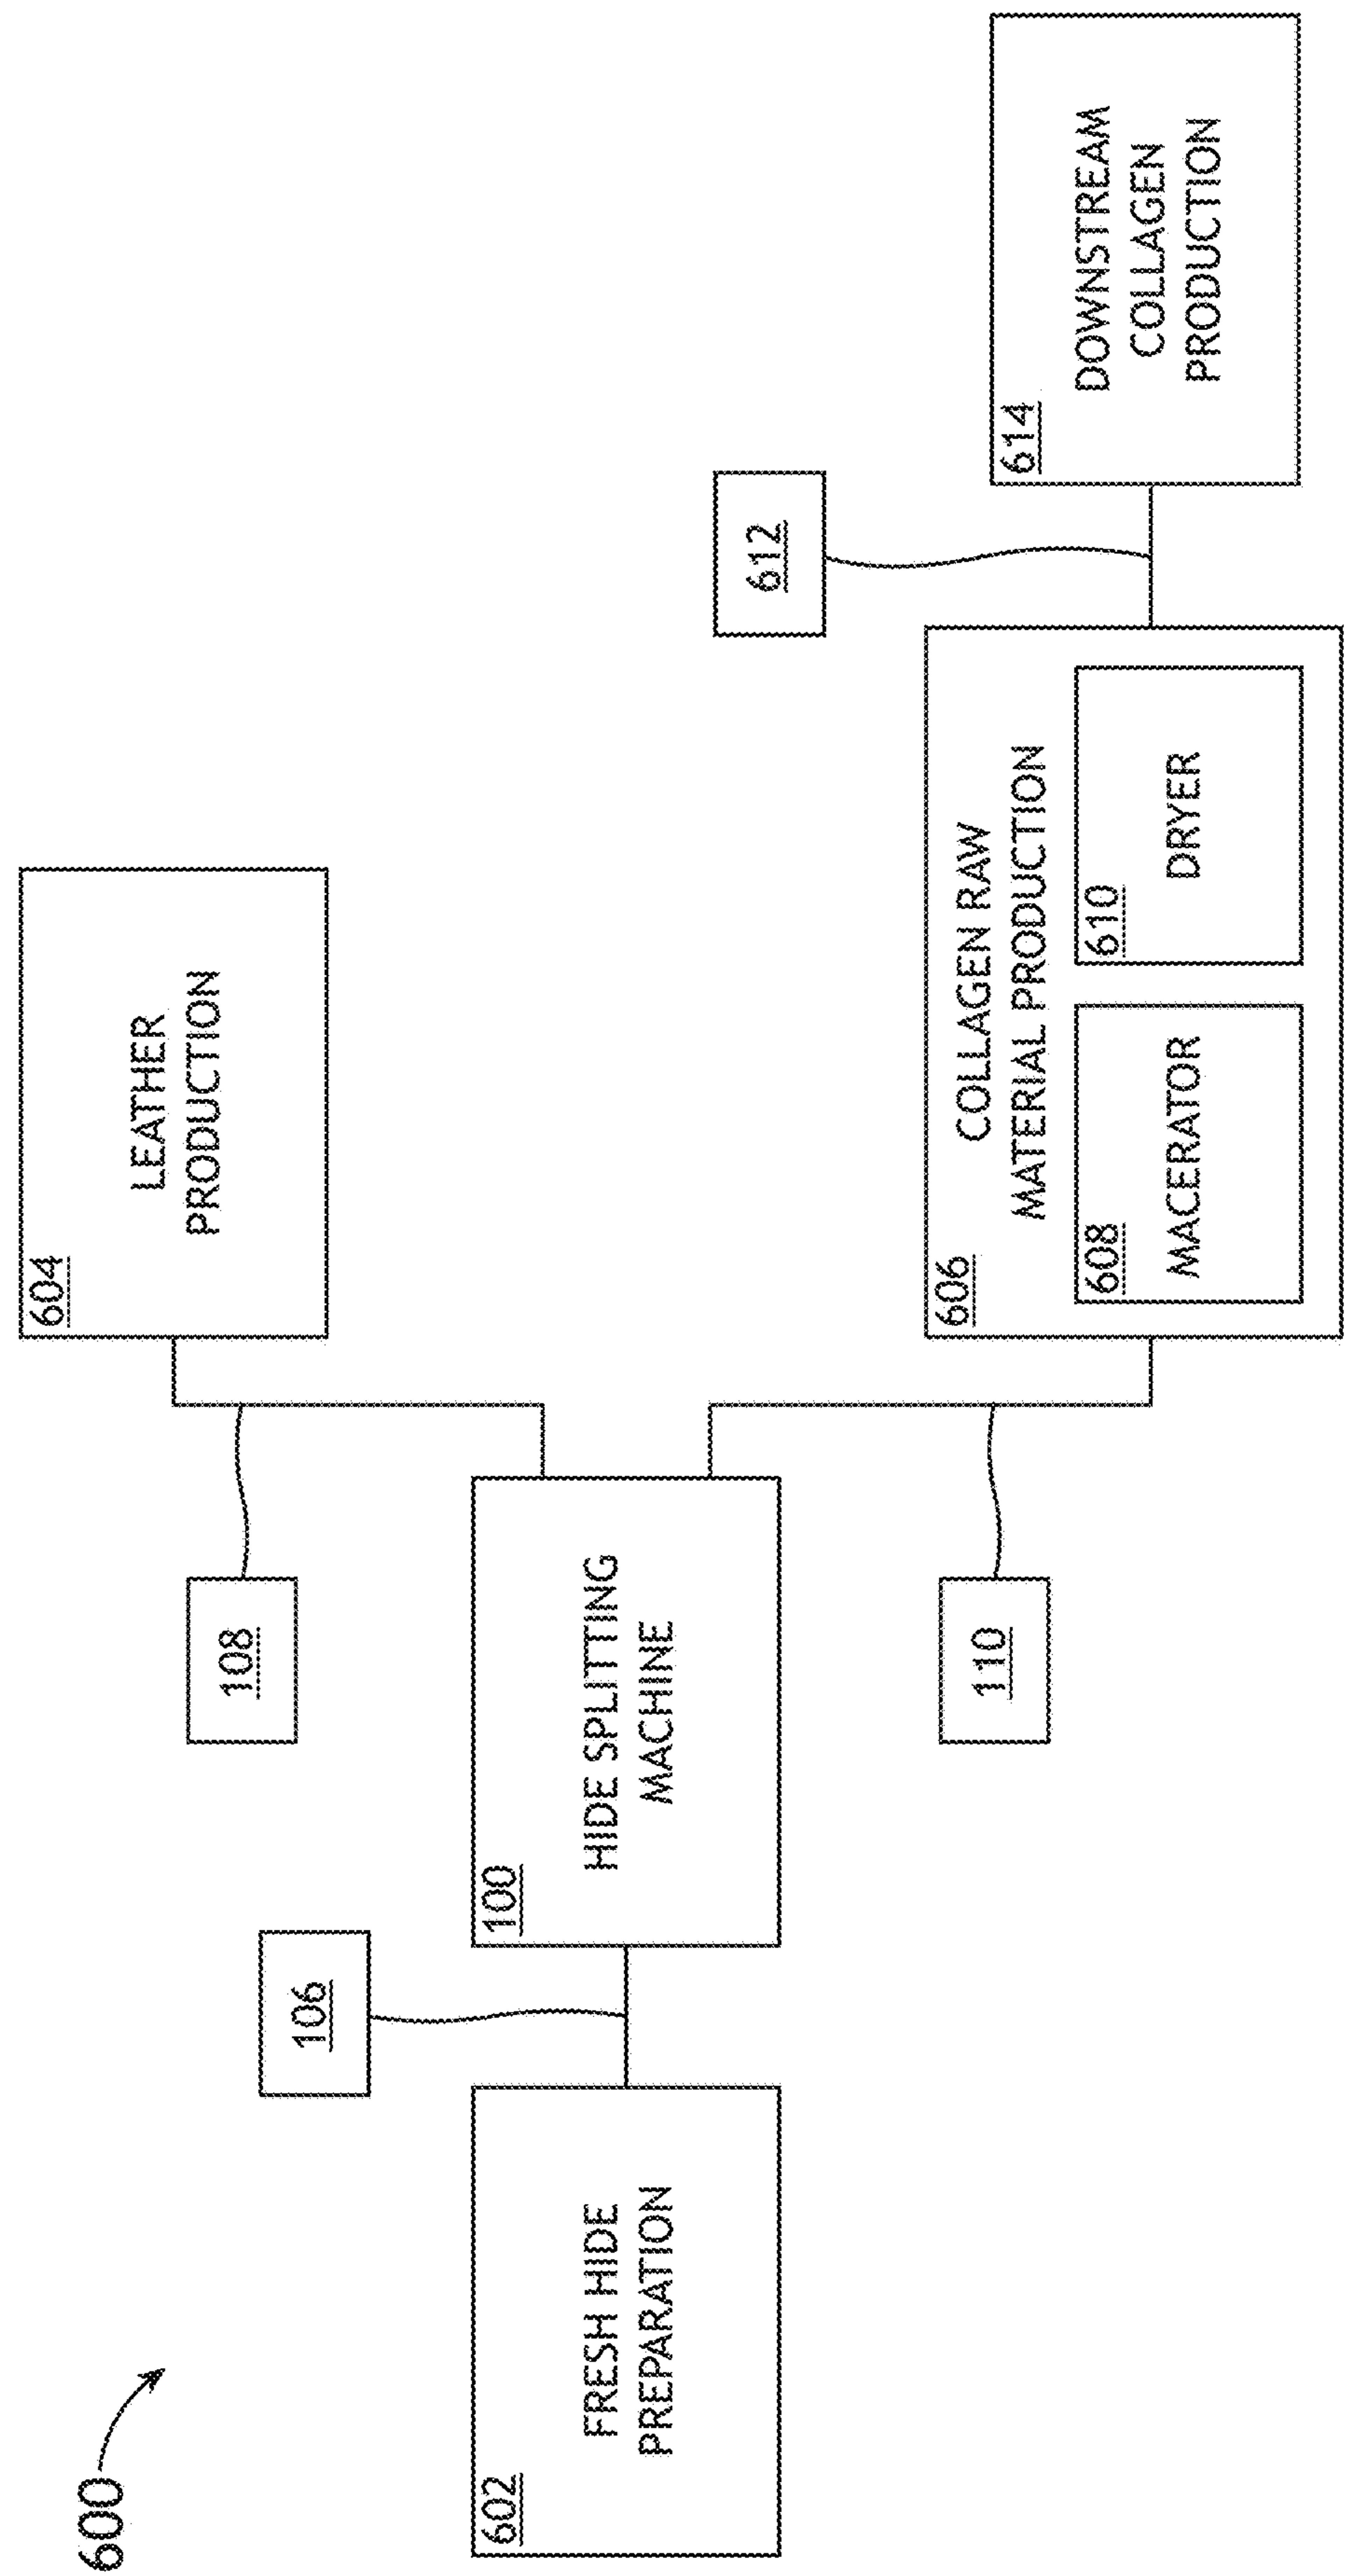 600
602
FRESH HIDE
PREPARATION
106
100
HIDE SPLITTING
MACHINE
108
110
604
LEATHER
PRODUCTION
606
COLLAGEN RAW
MATERIAL PRODUCTION
608
MACERATOR
610
DRYER
612
614
DOWNSTREAM
COLLAGEN
PRODUCTION